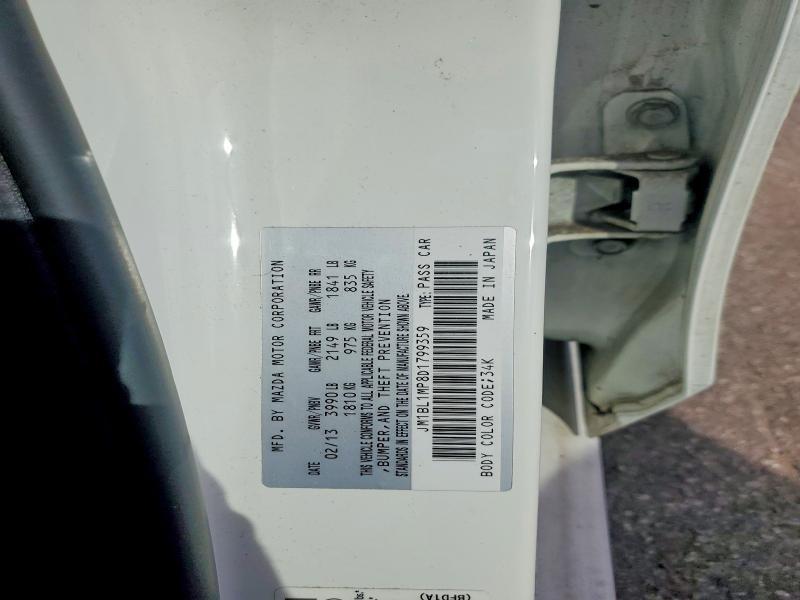 MFD. BY MAZDA MOTOR CORPORATION
DATE GVWR/PNBV GAWR/PNBE FRT GAWR/PNBE RR
02/13 3990LB 2149 LB 1841 LB
1810KG 975 KG 835 KG
THIS VEHICLE CONFORMS TO ALL APPLICABLE FEDERAL MOTOR VEHICLE SAFETY
,BUMPER,AND THEFT PREVENTION
STANDARDS IN EFFECT ON THE DATE OF MANUFACTURE SHOWN ABOVE.
JM1BL1MP8D1799359 TYPE: PASS CAR
BODY COLOR CODE;34K MADE IN JAPAN
(BFD1A)